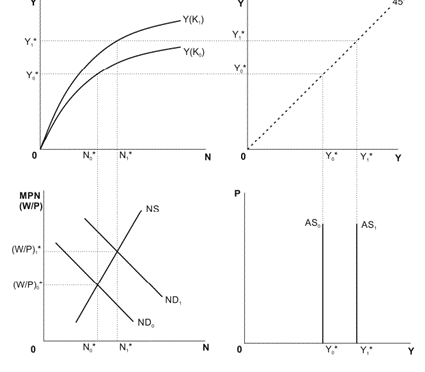 Y
Y(K₁)
Y₁*
Y(K₀)
Y₀*
0
N₀*
N₁*
N
Y
45
Y₁*
Y₀*
0
Y₀*
Y₁*
Y
MPN
(W/P)
NS
(W/P)₁*
(W/P)₀*
ND₁
ND₀
0
N₀*
N₁*
N
P
AS₀
AS₁
0
Y₀*
Y₁*
Y